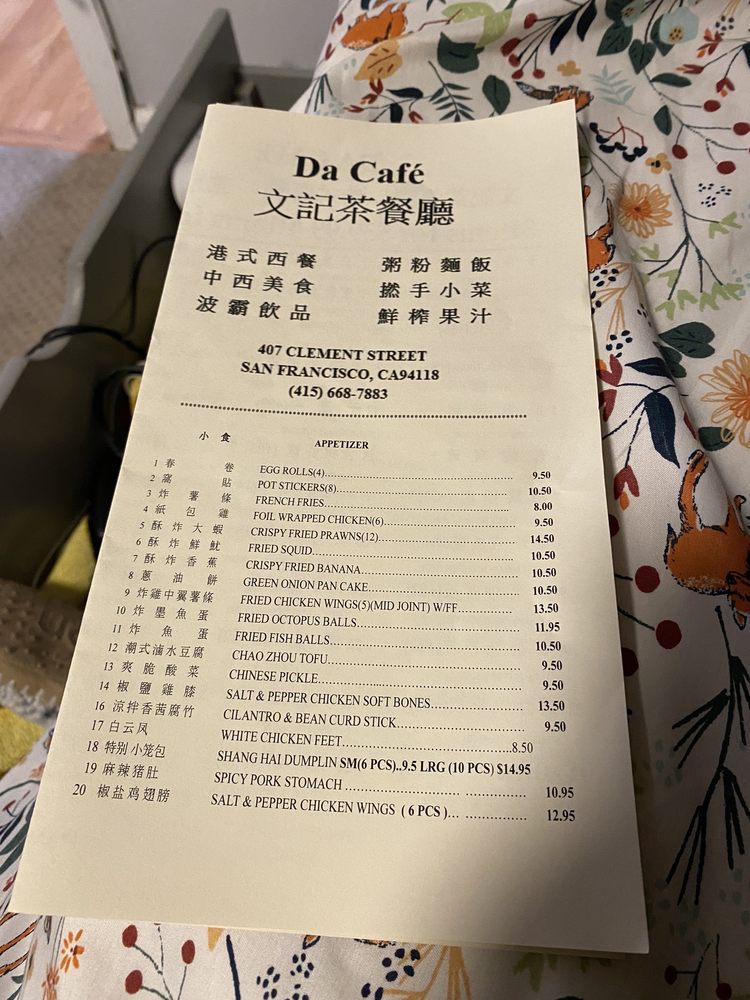 Da Café
文記茶餐廳
港式西餐 粥粉麵飯
中西美食 撚手小菜
波霸飲品 鮮榨果汁
407 CLEMENT STREET
SAN FRANCISCO, CA94118
(415) 668-7883
小食 APPETIZER
1 春卷 EGG ROLLS(4) 9.50
2 窩貼 POT STICKERS(8) 10.50
3 炸薯條 FRENCH FRIES 8.00
4 紙包雞 FOIL WRAPPED CHICKEN(6) 9.50
5 酥炸大蝦 CRISPY FRIED PRAWNS(12) 14.50
6 酥炸鮮魷 FRIED SQUID 10.50
7 酥炸香蕉 CRISPY FRIED BANANA 10.50
8 蔥油餅 GREEN ONION PAN CAKE 10.50
9 炸雞中翼薯條 FRIED CHICKEN WINGS(5)(MID JOINT) W/FF 13.50
10 炸墨魚蛋 FRIED OCTOPUS BALLS 11.95
11 炸魚蛋 FRIED FISH BALLS 10.50
12 潮式滷水豆腐 CHAO ZHOU TOFU 9.50
13 爽脆酸菜 CHINESE PICKLE 9.50
14 椒鹽雞膝 SALT & PEPPER CHICKEN SOFT BONES 13.50
16 涼拌香茜腐竹 CILANTRO & BEAN CURD STICK 9.50
17 白云凤 WHITE CHICKEN FEET 8.50
18 特别小笼包 SHANG HAI DUMPLIN SM(6 PCS)..9.5 LRG (10 PCS) $14.95
19 麻辣猪肚 SPICY PORK STOMACH 10.95
20 椒盐鸡翅膀 SALT & PEPPER CHICKEN WINGS ( 6 PCS ) 12.95